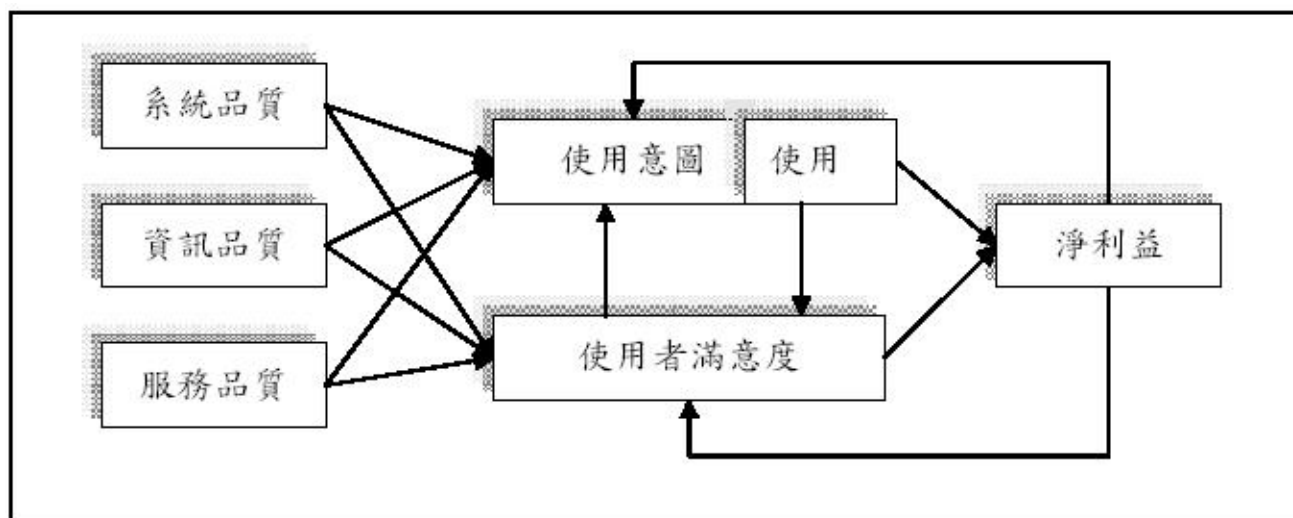 系統品質
資訊品質
服務品質
使用意圖
使用
使用者滿意度
淨利益